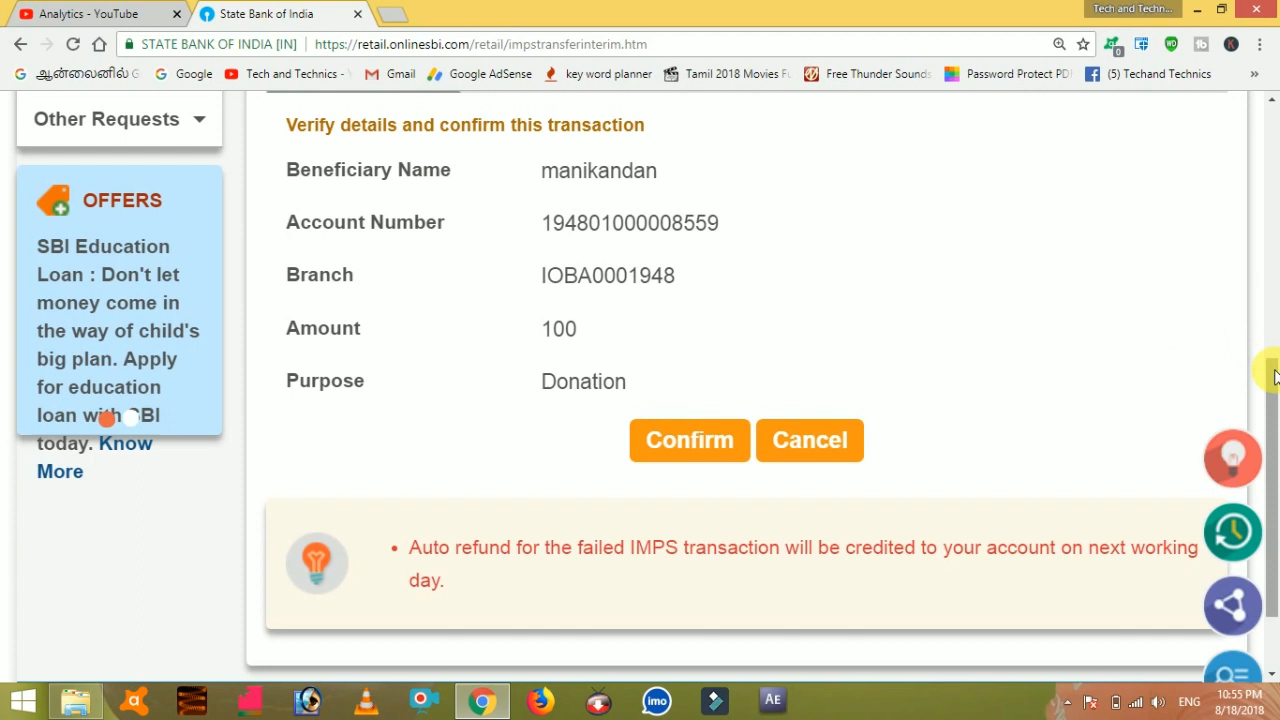 Analytics - YouTube
State Bank of India
Tech and Techn...
STATE BANK OF INDIA [IN]
https://retail.onlinesbi.com/retail/impstransferinterim.htm
0
WD
K
ஆன்லைனில் G
Google
Tech and Technics -
Gmail
Google AdSense
key word planner
Tamil 2018 Movies Fu
Free Thunder Sounds
Password Protect PD
(5) Techand Technics
»
Other Requests
OFFERS
SBI Education
Loan : Don't let
money come in
the way of child's
big plan. Apply
for education
loan with SBI
today. Know
More
Verify details and confirm this transaction
Beneficiary Name manikandan
Account Number 194801000008559
Branch IOBA0001948
Amount 100
Purpose Donation
Confirm Cancel
Auto refund for the failed IMPS transaction will be credited to your account on next working
day.
imo
AE
ENG
10:55 PM
8/18/2018